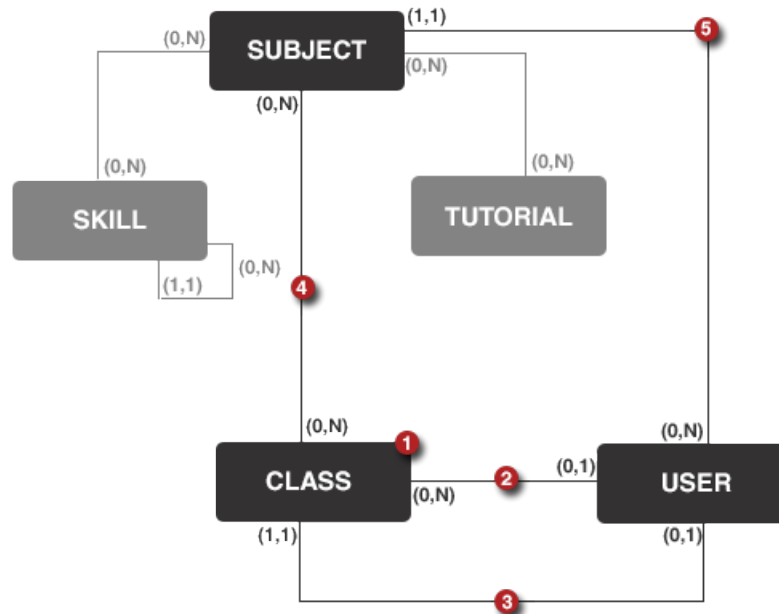 (1,1)
5
(0,N)
SUBJECT
(0,N)
(0,N)
(0,N)
(0,N)
SKILL
TUTORIAL
(0,N)
(1,1)
4
(0,N)
1
(0,N)
CLASS
2
(0,1)
USER
(0,N)
(1,1)
(0,1)
3